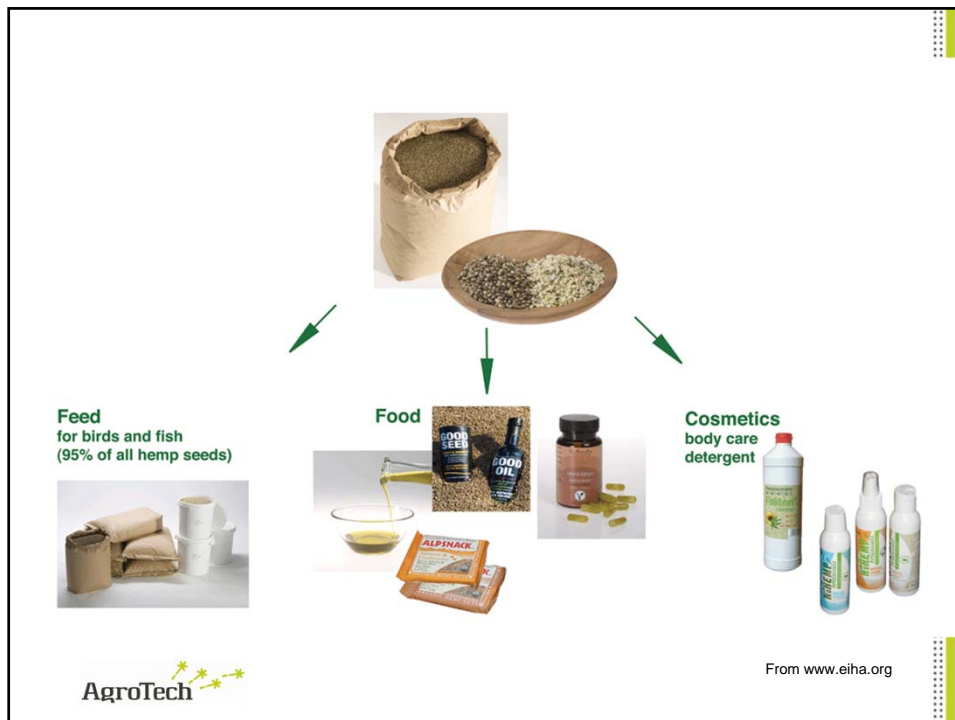 Feed
for birds and fish
(95% of all hemp seeds)
Food
GOOD
SEED
GOOD
OIL
ALPSNACK
Cosmetics
body care
detergent
HEMP
AgroTech
From www.eiha.org